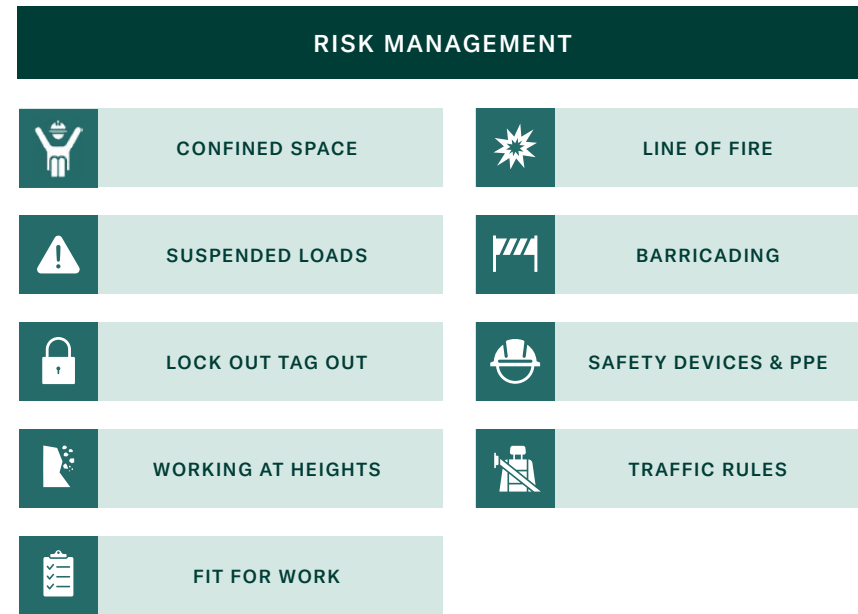 RISK MANAGEMENT
CONFINED SPACE
LINE OF FIRE
SUSPENDED LOADS
BARRICADING
LOCK OUT TAG OUT
SAFETY DEVICES & PPE
WORKING AT HEIGHTS
TRAFFIC RULES
FIT FOR WORK